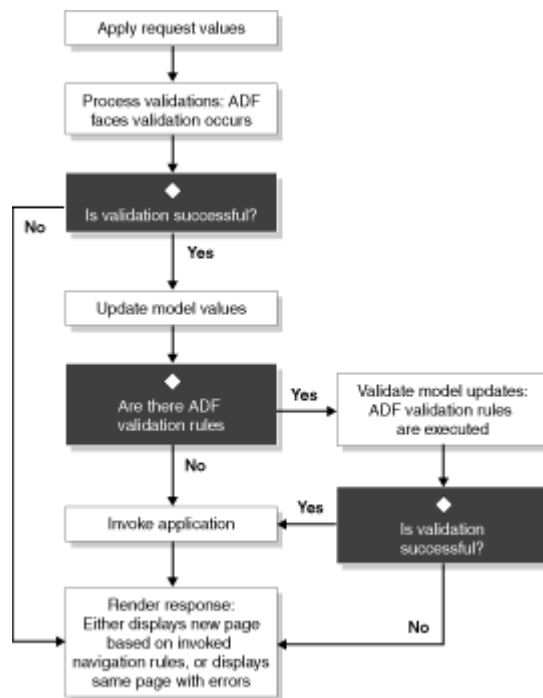 Apply request values
Process validations: ADF
faces validation occurs
Is validation successful?
No
Yes
Update model values
Are there ADF
validation rules
Yes
Validate model updates:
ADF validation rules
are executed
No
Invoke application
Yes
Is validation
successful?
No
Render response:
Either displays new page
based on invoked
navigation rules, or displays
same page with errors